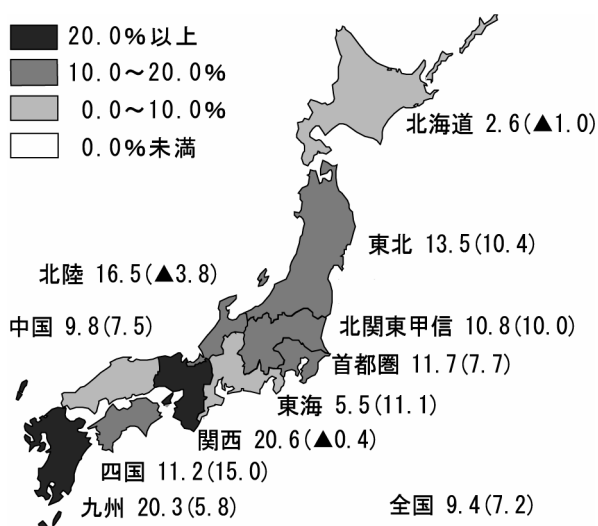 20.0%以上
10.0～20.0%
0.0～10.0%
0.0%未満
北海道 2.6(▲1.0)
東北 13.5(10.4)
北陸 16.5(▲3.8)
中国 9.8(7.5)
北関東甲信 10.8(10.0)
首都圏 11.7(7.7)
東海 5.5(11.1)
関西 20.6(▲0.4)
四国 11.2(15.0)
九州 20.3(5.8)
全国 9.4(7.2)